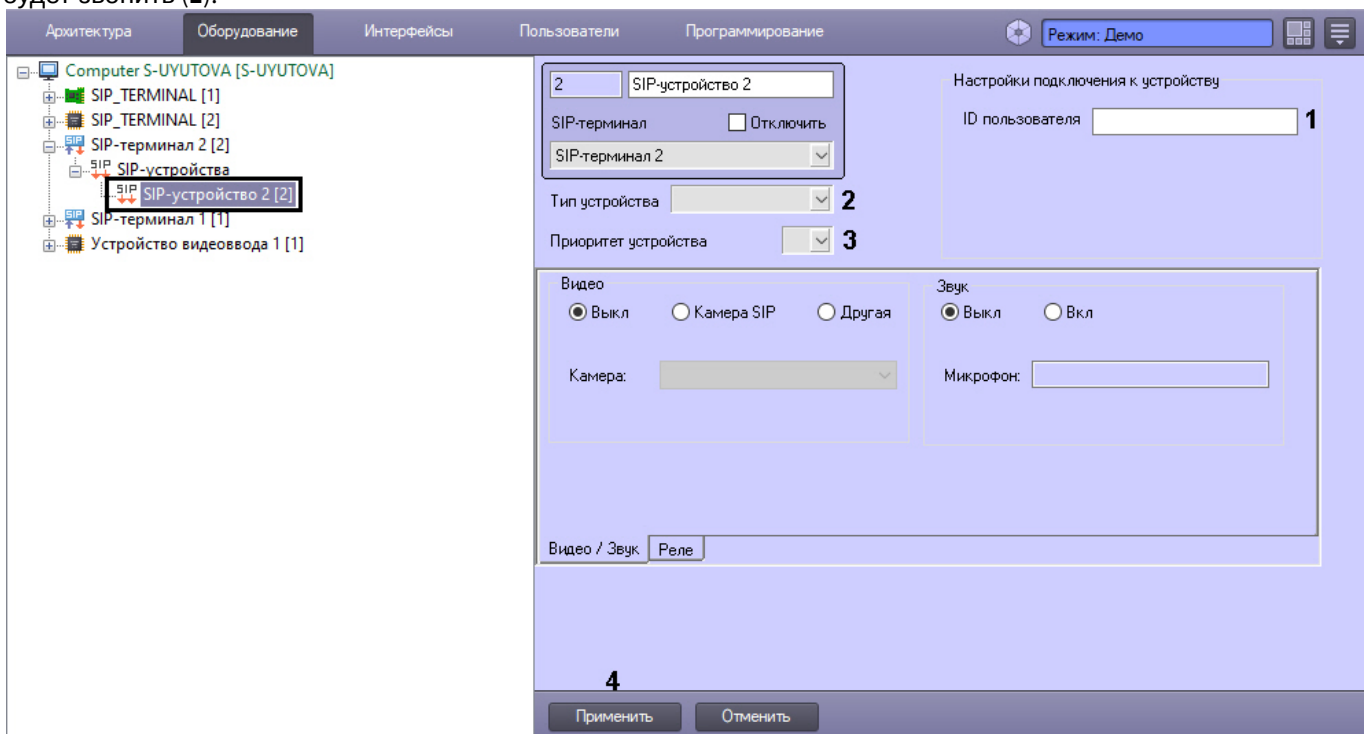 будет звонить (2).
Архитектура Оборудование Интерфейсы Пользователи Программирование Режим: Демо
Computer S-UYUTOVA [S-UYUTOVA]
SIP_TERMINAL [1]
SIP_TERMINAL [2]
SIP-терминал 2 [2]
SIP-устройства
SIP-устройство 2 [2]
SIP-терминал 1 [1]
Устройство видеоввода 1 [1]
2 SIP-устройство 2
SIP-терминал Отключить
SIP-терминал 2
Настройки подключения к устройству
ID пользователя 1
Тип устройства 2
Приоритет устройства 3
Видео
Выкл Камера SIP Другая
Камера:
Звук
Выкл Вкл
Микрофон:
Видео / Звук Реле
4
Применить Отменить